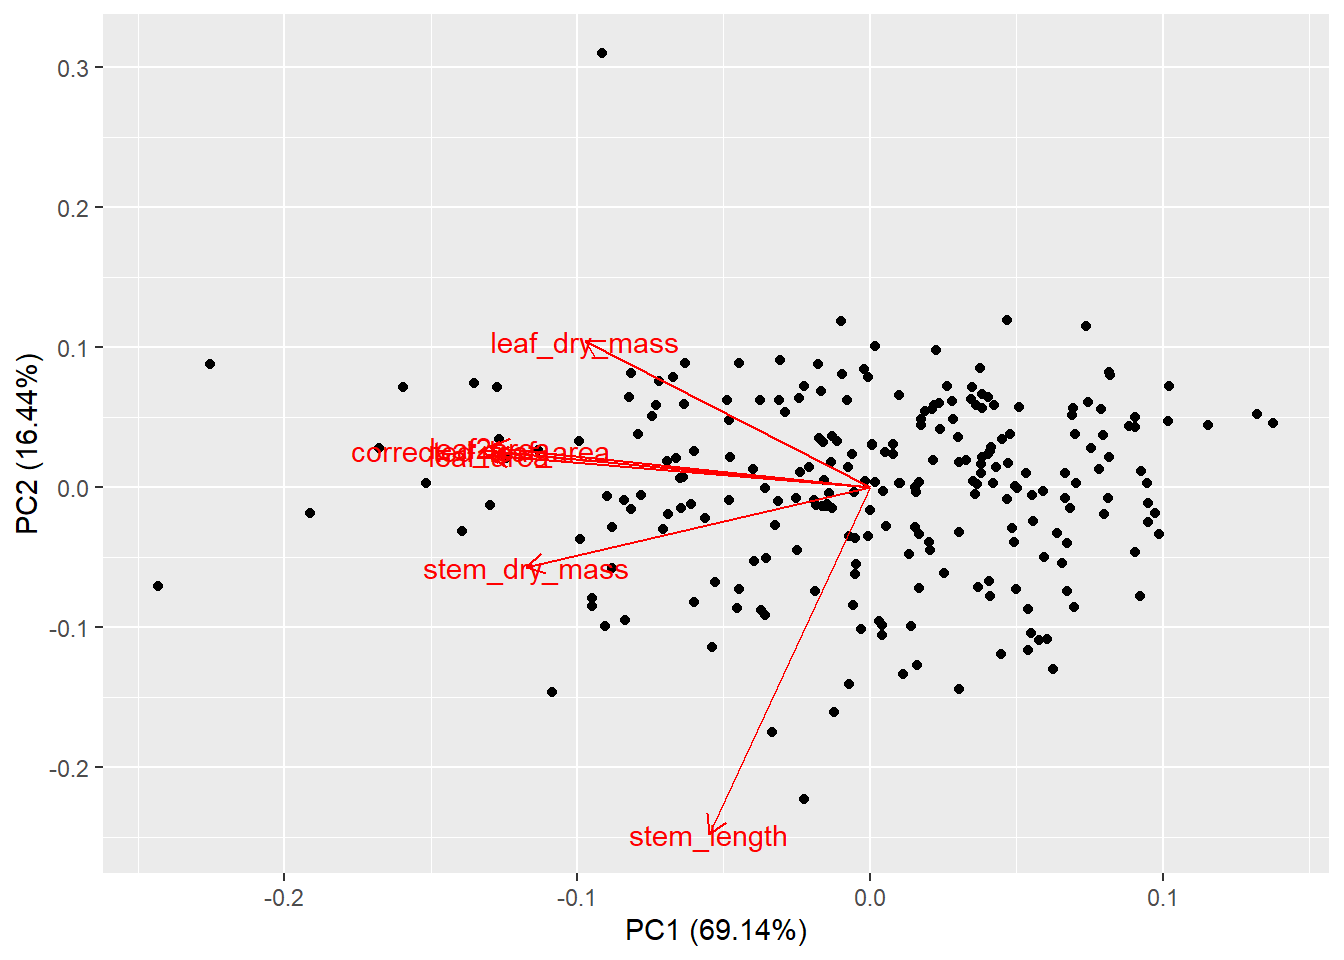 0.3
0.2
0.1
0.0
-0.1
-0.2
PC2 (16.44%)
leaf_dry_mass
leaf_area
stem_dry_mass
stem_length
-0.2
-0.1
0.0
0.1
PC1 (69.14%)